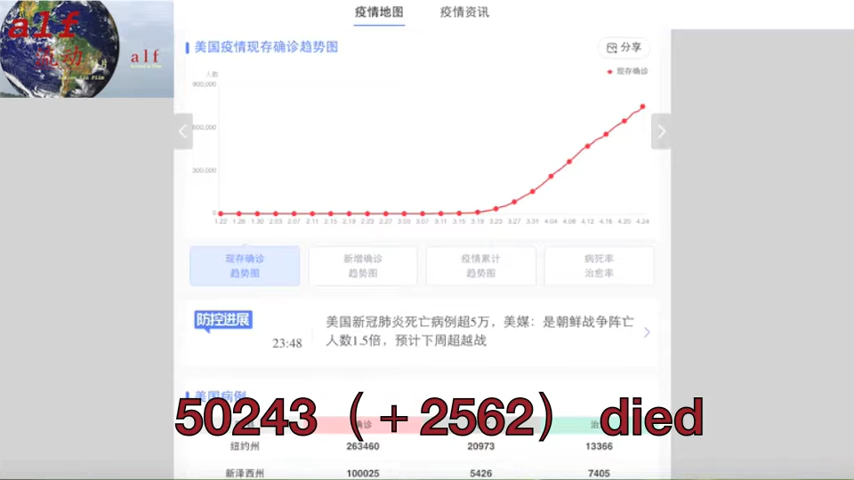 alf
流动
alf
疫情地图 疫情资讯
美国疫情现存确诊趋势图 分享
人数 现存确诊
900,000
600,000
300,000
0
1.22 1.26 1.30 2.03 2.07 2.11 2.15 2.19 2.23 2.27 3.03 3.07 3.11 3.15 3.19 3.23 3.27 3.31 4.04 4.08 4.12 4.16 4.20 4.24
现存确诊 新增确诊 疫情累计 病死率
趋势图 趋势图 趋势图 治愈率
防控进展
美国新冠肺炎死亡病例超5万，美媒：是朝鲜战争阵亡
人数1.5倍，预计下周超越战
23:48
美国病例
50243（+2562） died
纽约州 263460 20973 13366
新泽西州 100025 5426 7405